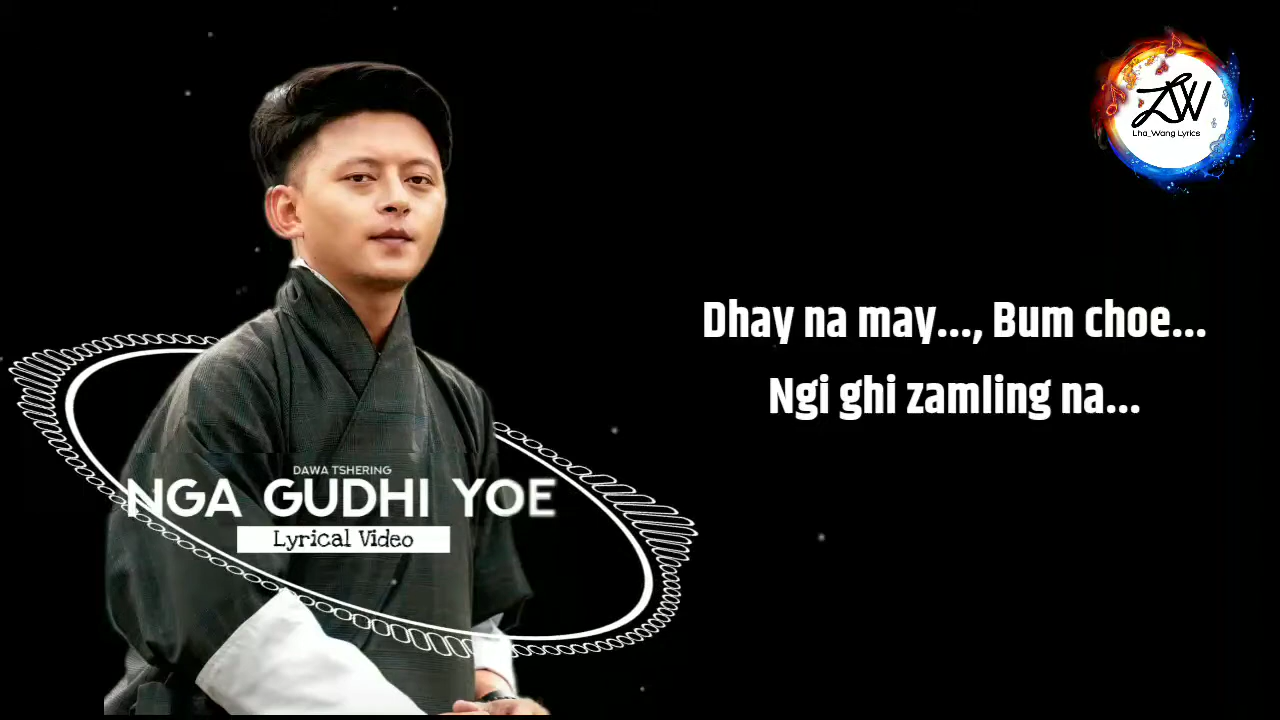 LW
Lha_Wang Lyrics
Dhay na may..., Bum choe...
Ngi ghi zamling na...
DAWA TSHERING
NGA GUDHI YOE
Lyrical Video